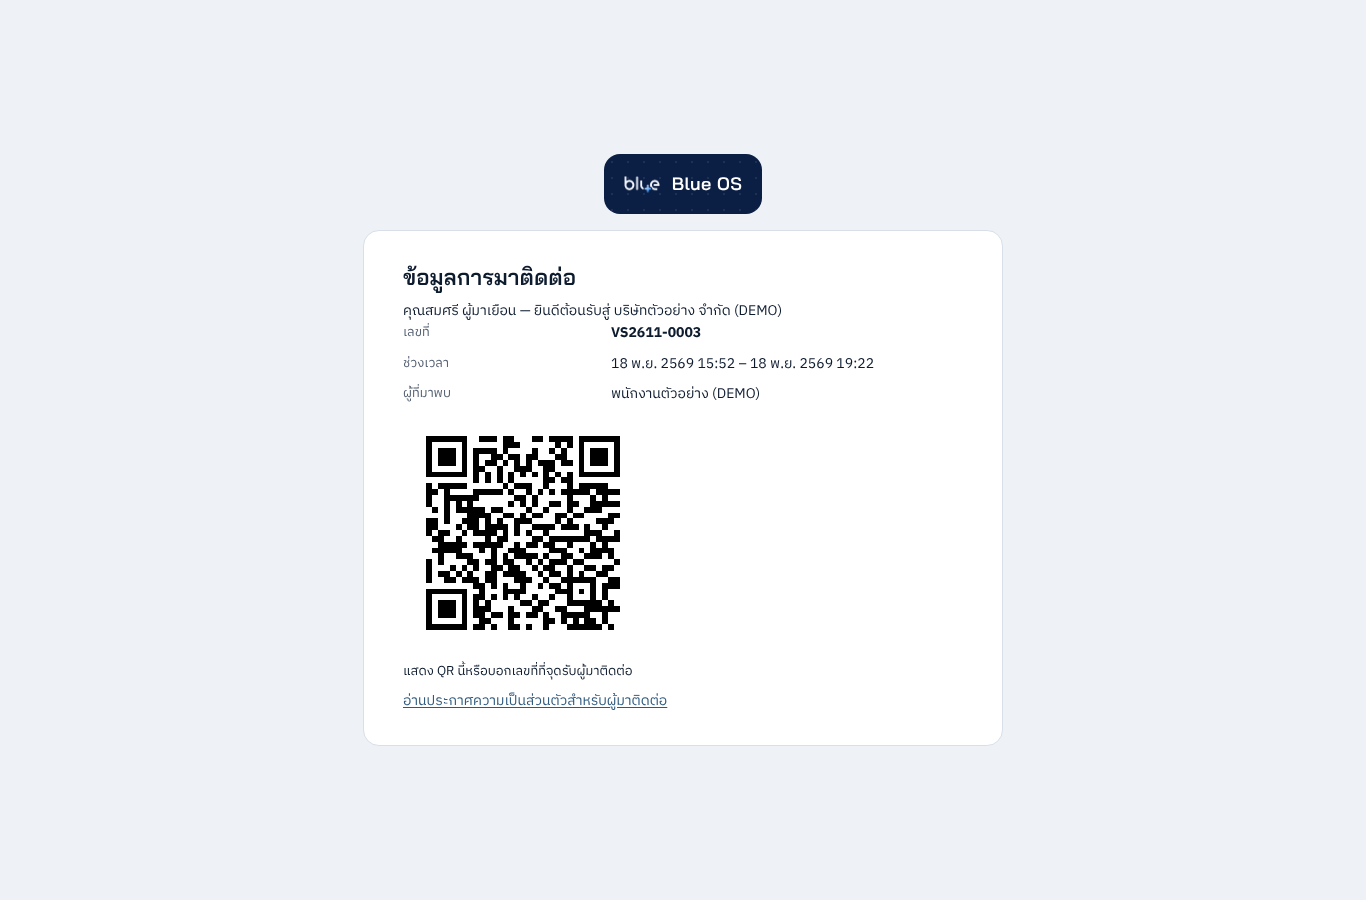 blue Blue OS
ข้อมูลการมาติดต่อ
คุณสมศรี ผู้มาเยือน — ยินดีต้อนรับสู่ บริษัทตัวอย่าง จำกัด (DEMO)
เลขที่ VS2611-0003
ช่วงเวลา 18 พ.ย. 2569 15:52 – 18 พ.ย. 2569 19:22
ผู้ที่มาพบ พนักงานตัวอย่าง (DEMO)
แสดง QR นี้หรือบอกเลขที่ที่จุดรับผู้มาติดต่อ
อ่านประกาศความเป็นส่วนตัวสำหรับผู้มาติดต่อ